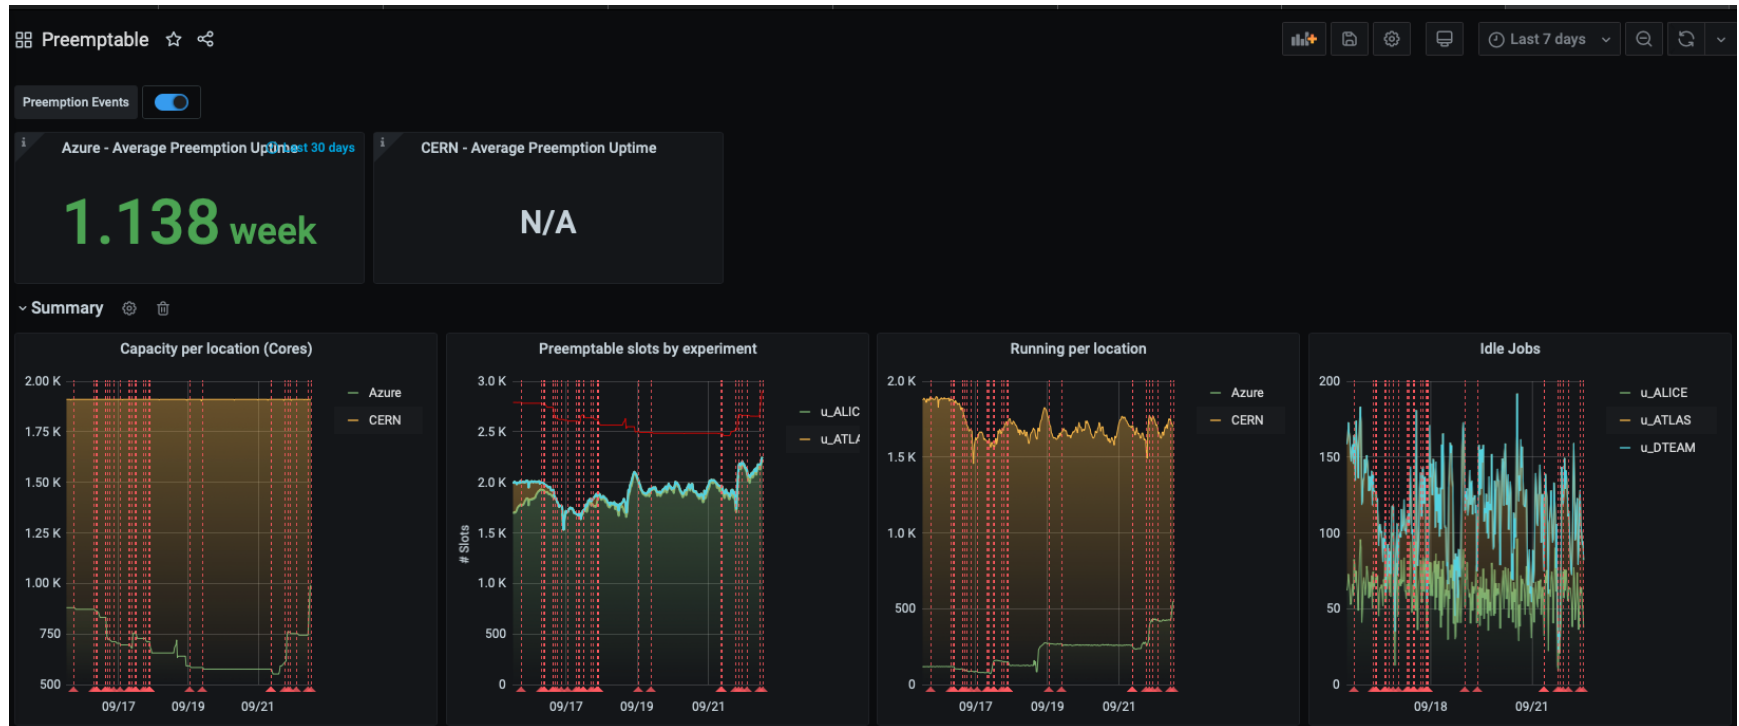 Preemptable
Last 7 days
Preemption Events
i
Azure - Average Preemption Uptime
Last 30 days
1.138 week
i
CERN - Average Preemption Uptime
N/A
Summary
Capacity per location (Cores)
2.00 K
1.75 K
1.50 K
1.25 K
1.00 K
750
500
09/17 09/19 09/21
Azure
CERN
Preemptable slots by experiment
# Slots
3.0 K
2.5 K
2.0 K
1.5 K
1.0 K
500
0
09/17 09/19 09/21
u_ALIC
u_ATLA
Running per location
2.0 K
1.5 K
1.0 K
500
0
09/17 09/19 09/21
Azure
CERN
Idle Jobs
200
150
100
50
0
09/18 09/21
u_ALICE
u_ATLAS
u_DTEAM